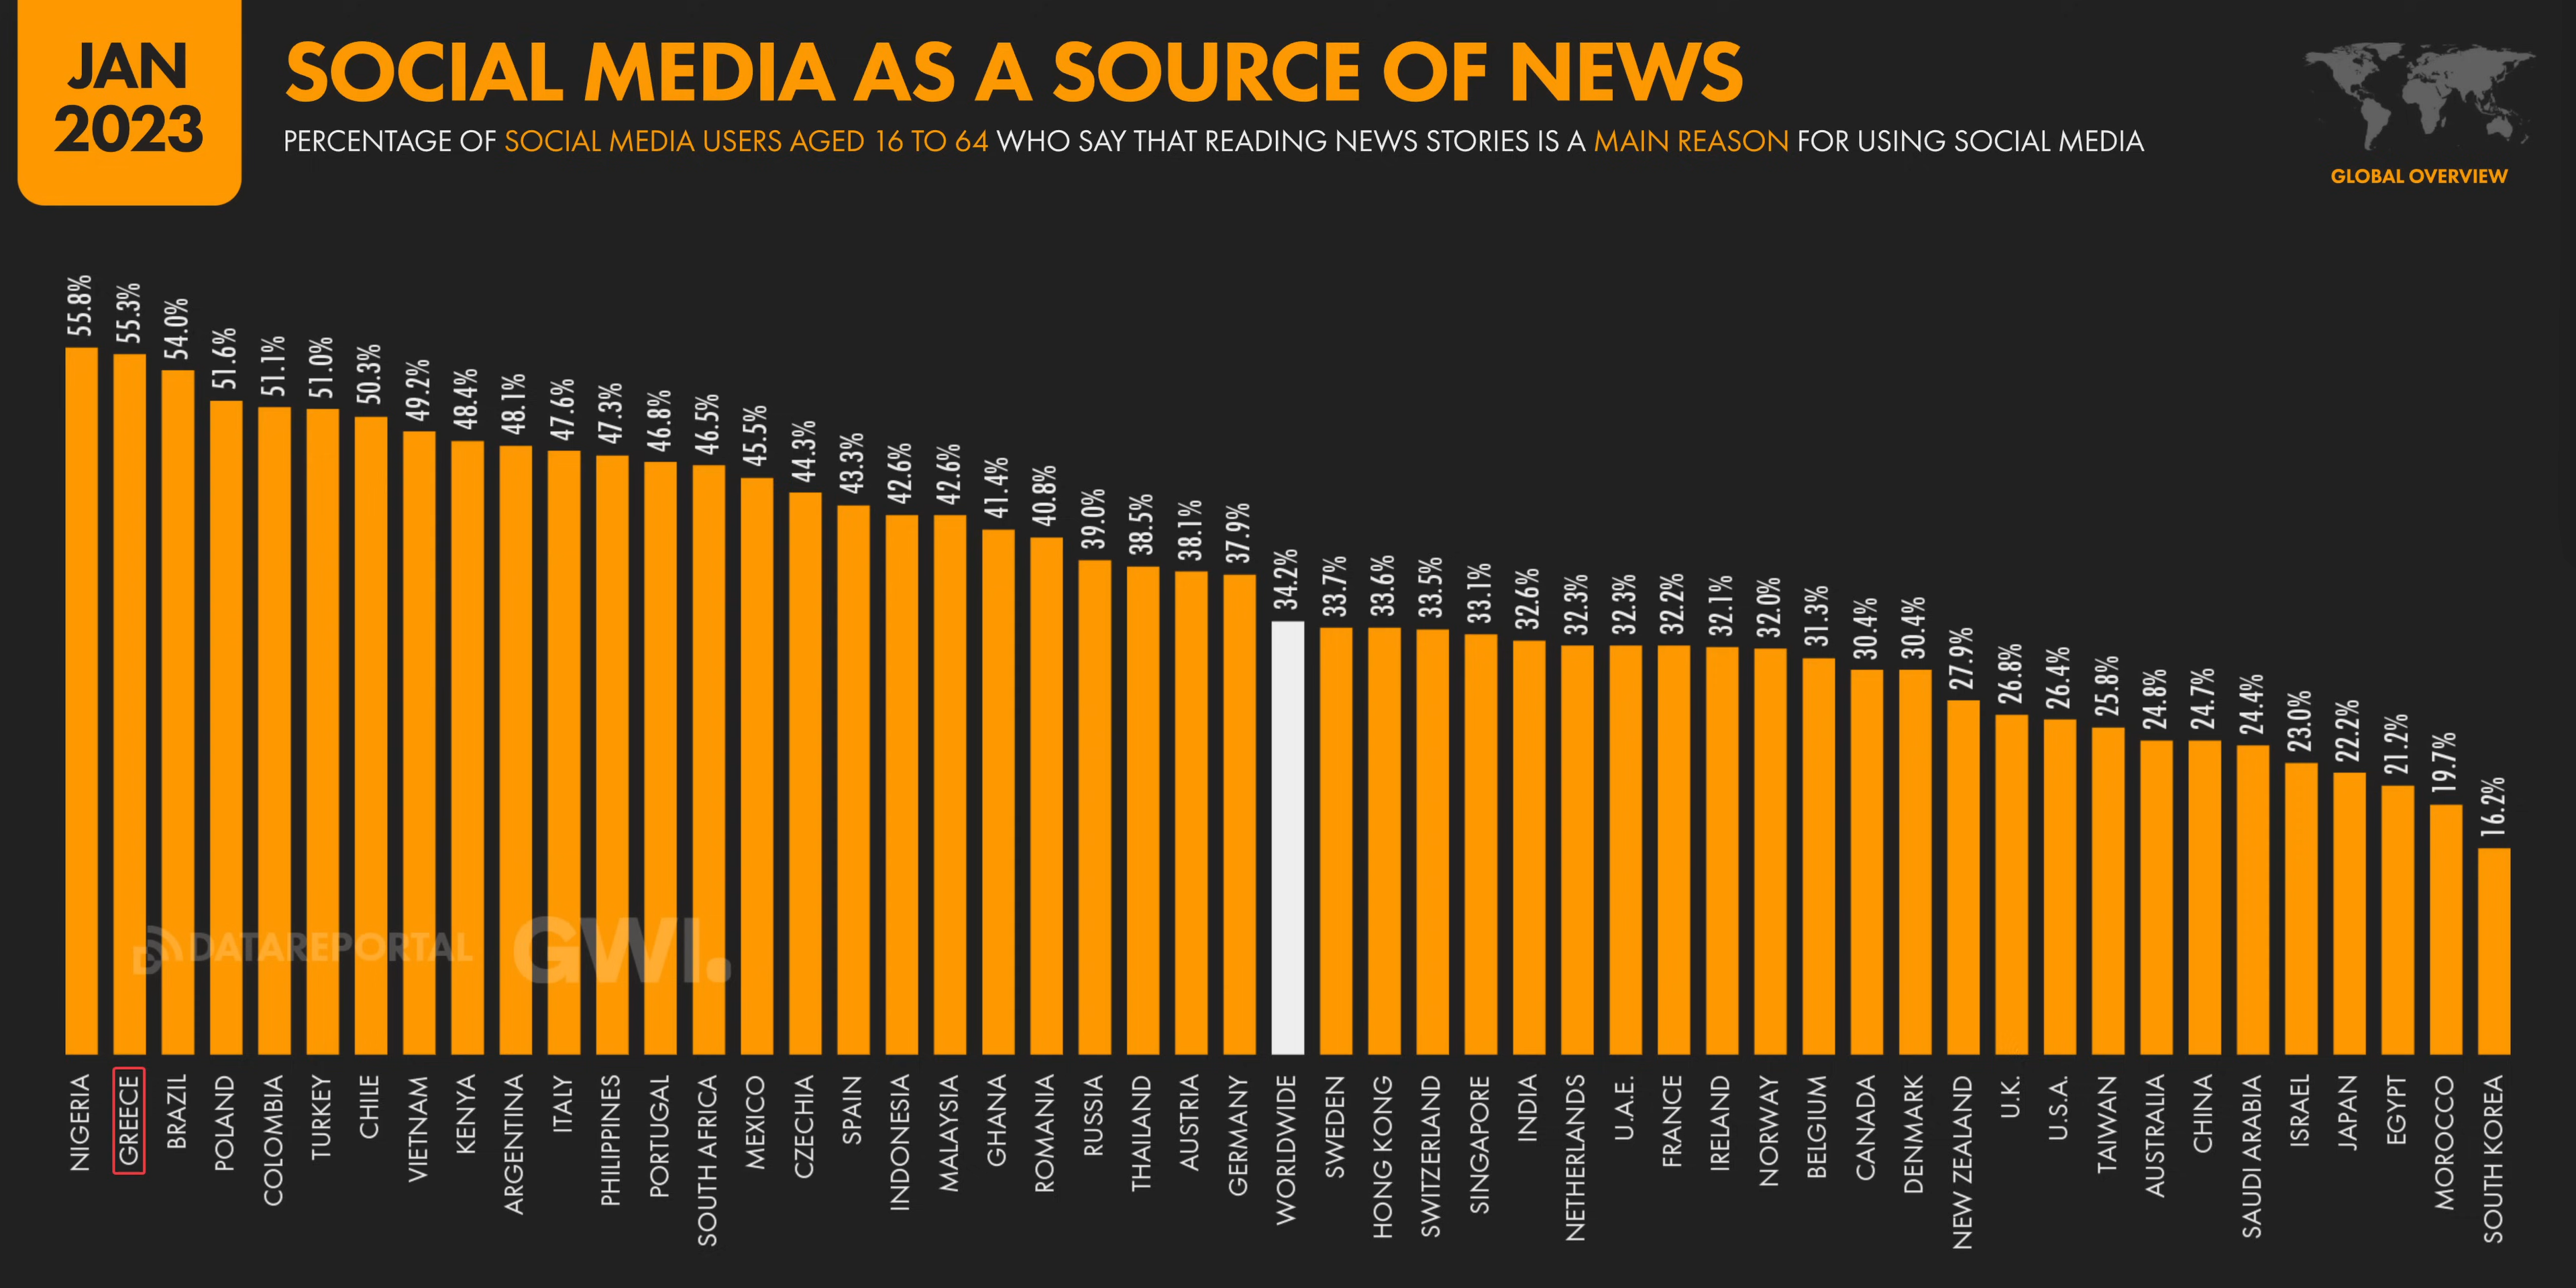 JAN
2023
SOCIAL MEDIA AS A SOURCE OF NEWS
PERCENTAGE OF SOCIAL MEDIA USERS AGED 16 TO 64 WHO SAY THAT READING NEWS STORIES IS A MAIN REASON FOR USING SOCIAL MEDIA
GLOBAL OVERVIEW
55.8%
55.3%
54.0%
51.6%
51.1%
51.0%
50.3%
49.2%
48.4%
48.1%
47.6%
47.3%
46.8%
46.5%
45.5%
44.3%
43.3%
42.6%
42.6%
41.4%
40.8%
39.0%
38.5%
38.1%
37.9%
34.2%
33.7%
33.6%
33.5%
33.1%
32.6%
32.3%
32.3%
32.2%
32.1%
32.0%
31.3%
30.4%
30.4%
27.9%
26.8%
26.4%
25.8%
24.8%
24.7%
24.4%
23.0%
22.2%
21.2%
19.7%
16.2%
DATAREPORTAL
GWI.
NIGERIA
GREECE
BRAZIL
POLAND
COLOMBIA
TURKEY
CHILE
VIETNAM
KENYA
ARGENTINA
ITALY
PHILIPPINES
PORTUGAL
SOUTH AFRICA
MEXICO
CZECHIA
SPAIN
INDONESIA
MALAYSIA
GHANA
ROMANIA
RUSSIA
THAILAND
AUSTRIA
GERMANY
WORLDWIDE
SWEDEN
HONG KONG
SWITZERLAND
SINGAPORE
INDIA
NETHERLANDS
U.A.E.
FRANCE
IRELAND
NORWAY
BELGIUM
CANADA
DENMARK
NEW ZEALAND
U.K.
U.S.A.
TAIWAN
AUSTRALIA
CHINA
SAUDI ARABIA
ISRAEL
JAPAN
EGYPT
MOROCCO
SOUTH KOREA